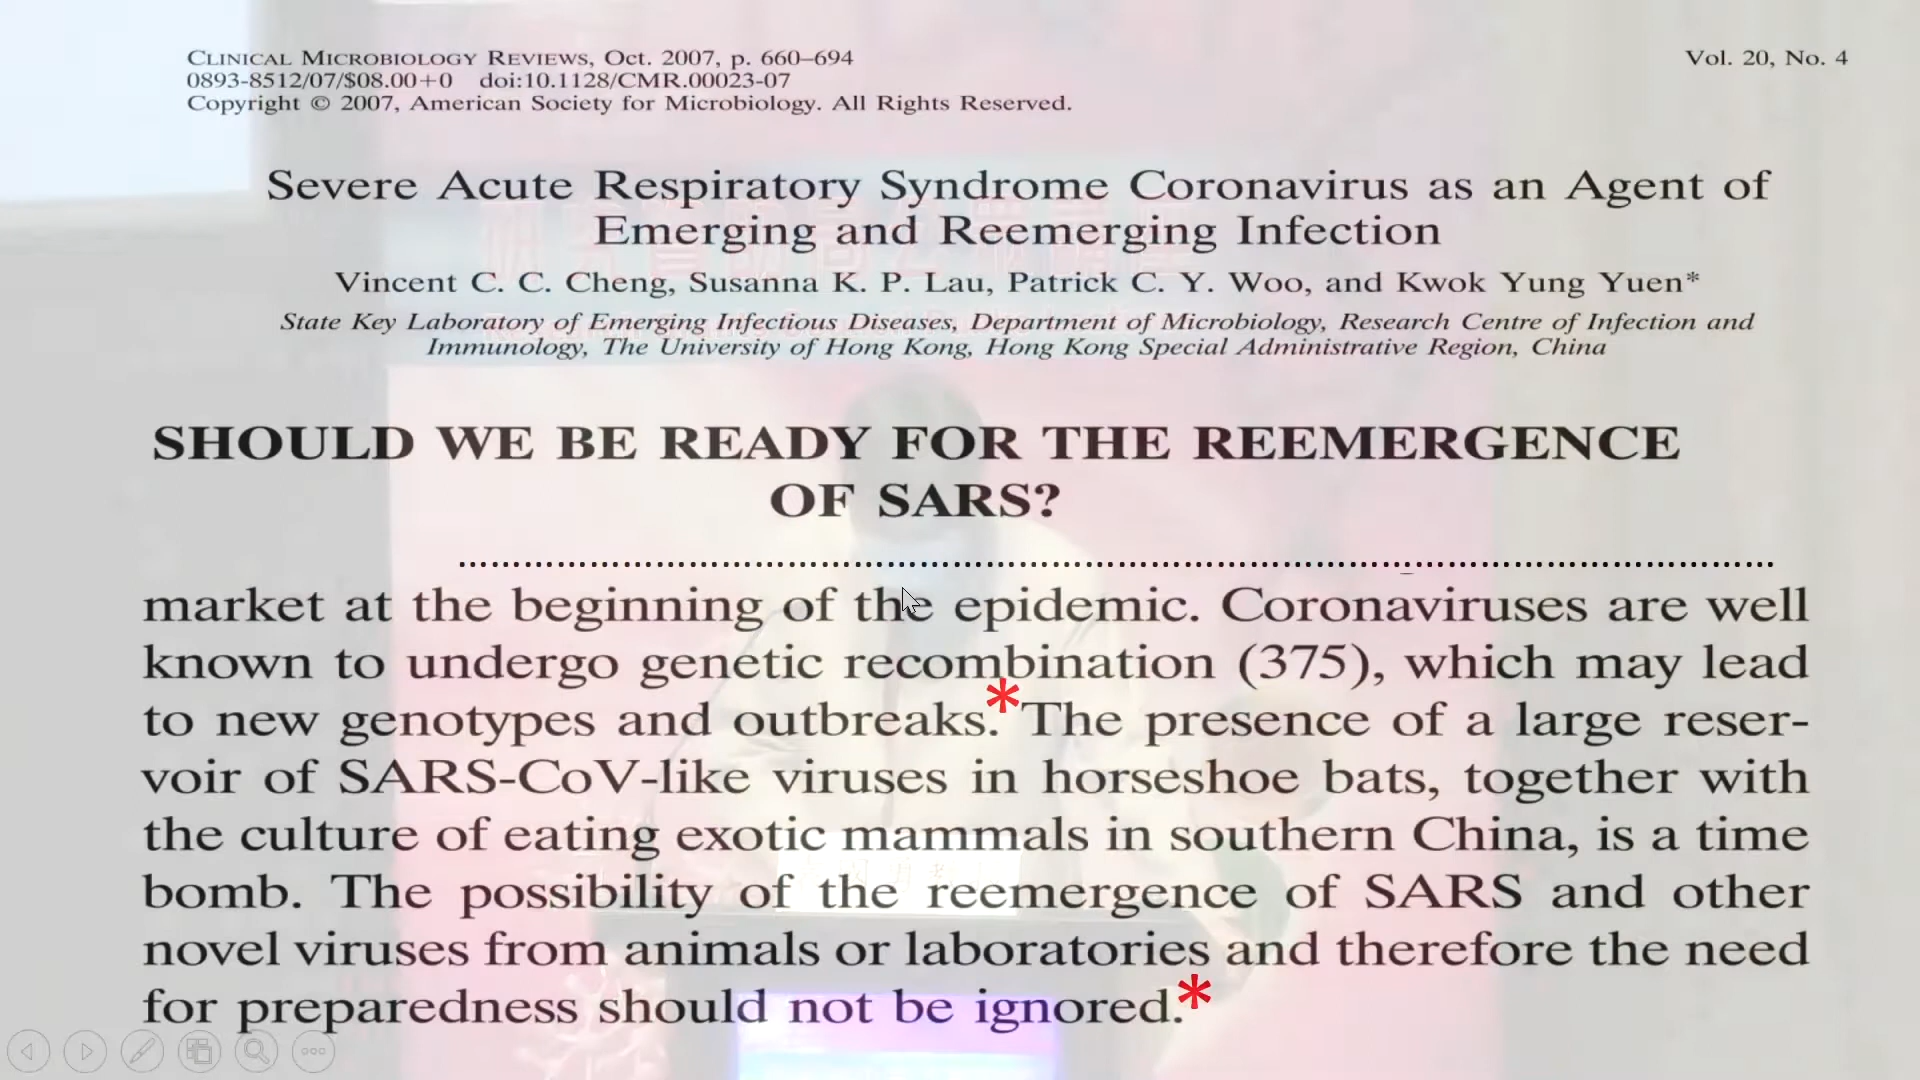 CLINICAL MICROBIOLOGY REVIEWS, Oct. 2007, p. 660–694
Vol. 20, No. 4
0893-8512/07/$08.00+0 doi:10.1128/CMR.00023-07
Copyright © 2007, American Society for Microbiology. All Rights Reserved.
Severe Acute Respiratory Syndrome Coronavirus as an Agent of
Emerging and Reemerging Infection
Vincent C. C. Cheng, Susanna K. P. Lau, Patrick C. Y. Woo, and Kwok Yung Yuen*
State Key Laboratory of Emerging Infectious Diseases, Department of Microbiology, Research Centre of Infection and
Immunology, The University of Hong Kong, Hong Kong Special Administrative Region, China
SHOULD WE BE READY FOR THE REEMERGENCE
OF SARS?
market at the beginning of the epidemic. Coronaviruses are well
known to undergo genetic recombination (375), which may lead
to new genotypes and outbreaks.* The presence of a large reser-
voir of SARS-CoV-like viruses in horseshoe bats, together with
the culture of eating exotic mammals in southern China, is a time
bomb. The possibility of the reemergence of SARS and other
novel viruses from animals or laboratories and therefore the need
for preparedness should not be ignored.*